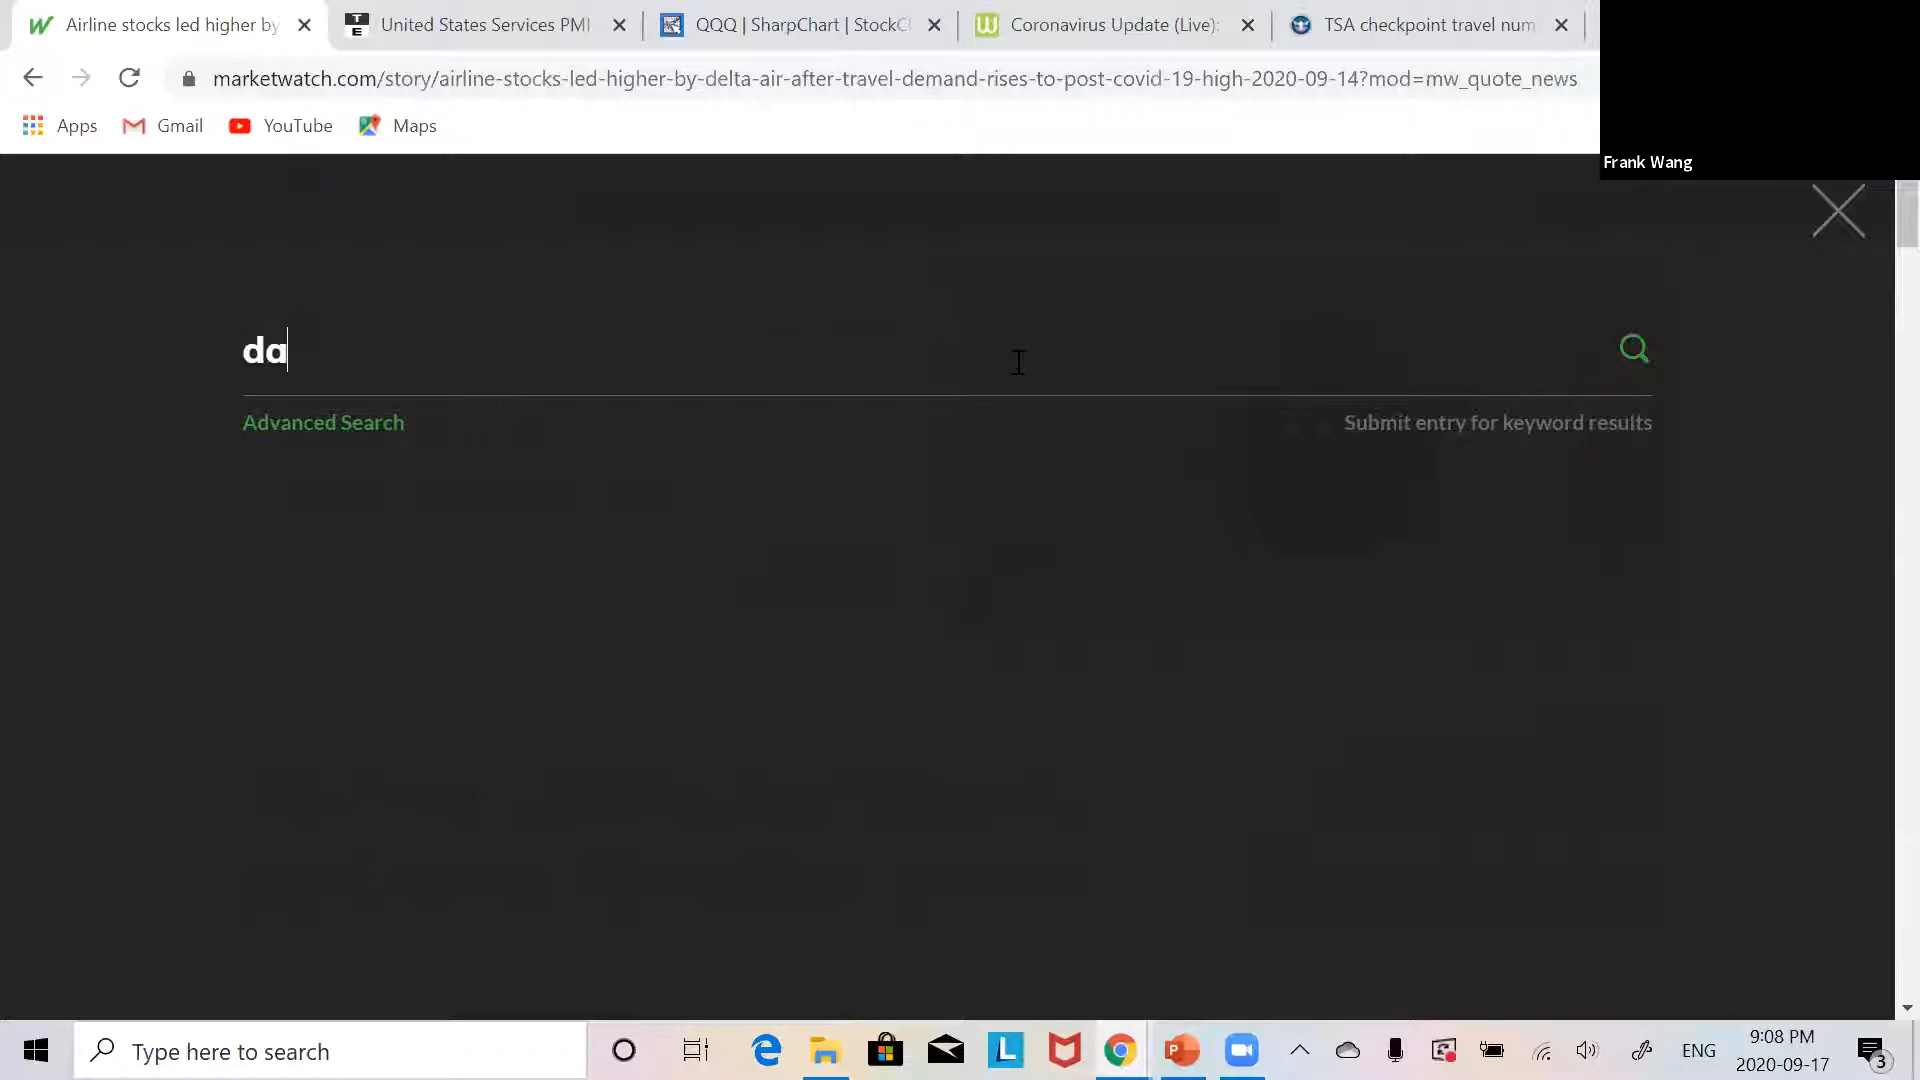 Airline stocks led higher by
United States Services PMI
QQQ | SharpChart | StockC
Coronavirus Update (Live):
TSA checkpoint travel num
marketwatch.com/story/airline-stocks-led-higher-by-delta-air-after-travel-demand-rises-to-post-covid-19-high-2020-09-14?mod=mw_quote_news
Apps
Gmail
YouTube
Maps
Frank Wang
da
Advanced Search
Submit entry for keyword results
Type here to search
ENG
9:08 PM
2020-09-17
3